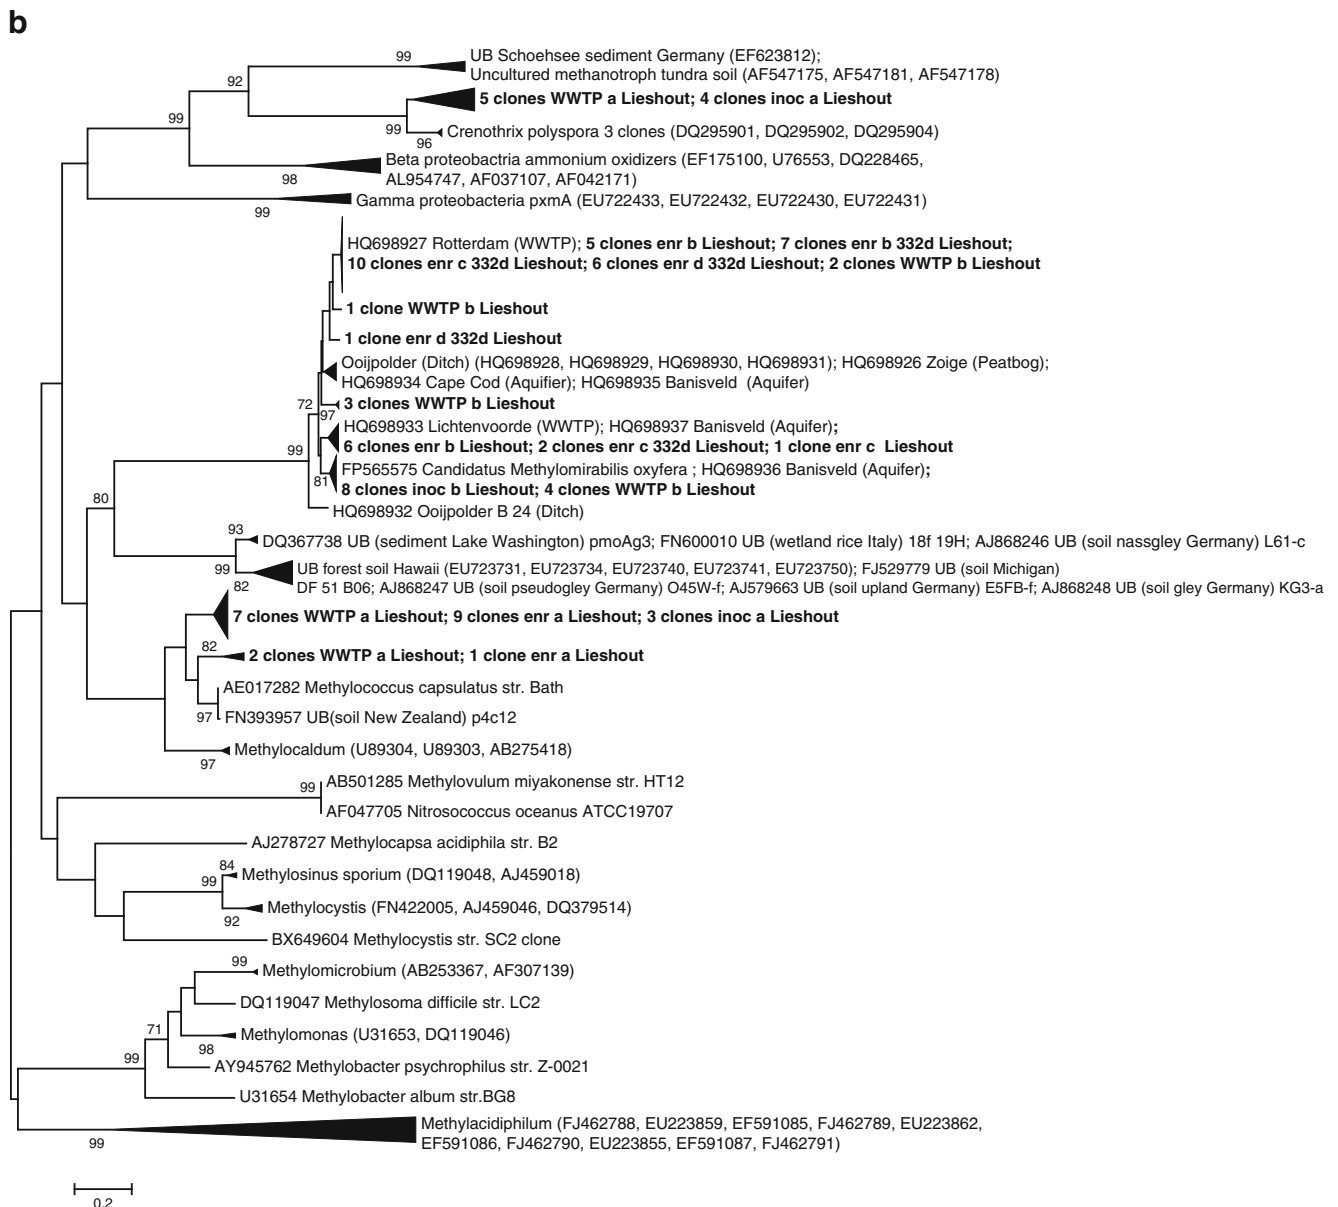 b
99
UB Schoehsee sediment Germany (EF623812);
Uncultured methanotroph tundra soil (AF547175, AF547181, AF547178)
92
5 clones WWTP a Lieshout; 4 clones inoc a Lieshout
99
99
Crenothrix polyspora 3 clones (DQ295901, DQ295902, DQ295904)
96
Beta proteobactria ammonium oxidizers (EF175100, U76553, DQ228465,
AL954747, AF037107, AF042171)
98
Gamma proteobacteria pxmA (EU722433, EU722432, EU722430, EU722431)
99
HQ698927 Rotterdam (WWTP); 5 clones enr b Lieshout; 7 clones enr b 332d Lieshout;
10 clones enr c 332d Lieshout; 6 clones enr d 332d Lieshout; 2 clones WWTP b Lieshout
1 clone WWTP b Lieshout
1 clone enr d 332d Lieshout
Ooijpolder (Ditch) (HQ698928, HQ698929, HQ698930, HQ698931); HQ698926 Zoige (Peatbog);
HQ698934 Cape Cod (Aquifier); HQ698935 Banisveld (Aquifer)
72
3 clones WWTP b Lieshout
97
HQ698933 Lichtenvoorde (WWTP); HQ698937 Banisveld (Aquifer);
6 clones enr b Lieshout; 2 clones enr c 332d Lieshout; 1 clone enr c Lieshout
99
FP565575 Candidatus Methylomirabilis oxyfera ; HQ698936 Banisveld (Aquifer);
81
8 clones inoc b Lieshout; 4 clones WWTP b Lieshout
80
HQ698932 Ooijpolder B 24 (Ditch)
93
DQ367738 UB (sediment Lake Washington) pmoAg3; FN600010 UB (wetland rice Italy) 18f 19H; AJ868246 UB (soil nassgley Germany) L61-c
99
UB forest soil Hawaii (EU723731, EU723734, EU723740, EU723741, EU723750); FJ529779 UB (soil Michigan)
82
DF 51 B06; AJ868247 UB (soil pseudogley Germany) O45W-f; AJ579663 UB (soil upland Germany) E5FB-f; AJ868248 UB (soil gley Germany) KG3-a
7 clones WWTP a Lieshout; 9 clones enr a Lieshout; 3 clones inoc a Lieshout
82
2 clones WWTP a Lieshout; 1 clone enr a Lieshout
AE017282 Methylococcus capsulatus str. Bath
97
FN393957 UB(soil New Zealand) p4c12
Methylocaldum (U89304, U89303, AB275418)
97
99
AB501285 Methylovulum miyakonense str. HT12
AF047705 Nitrosococcus oceanus ATCC19707
AJ278727 Methylocapsa acidiphila str. B2
84
99
Methylosinus sporium (DQ119048, AJ459018)
Methylocystis (FN422005, AJ459046, DQ379514)
92
BX649604 Methylocystis str. SC2 clone
99
Methylomicrobium (AB253367, AF307139)
DQ119047 Methylosoma difficile str. LC2
71
Methylomonas (U31653, DQ119046)
98
99
AY945762 Methylobacter psychrophilus str. Z-0021
U31654 Methylobacter album str.BG8
Methylacidiphilum (FJ462788, EU223859, EF591085, FJ462789, EU223862,
EF591086, FJ462790, EU223855, EF591087, FJ462791)
99
0.2